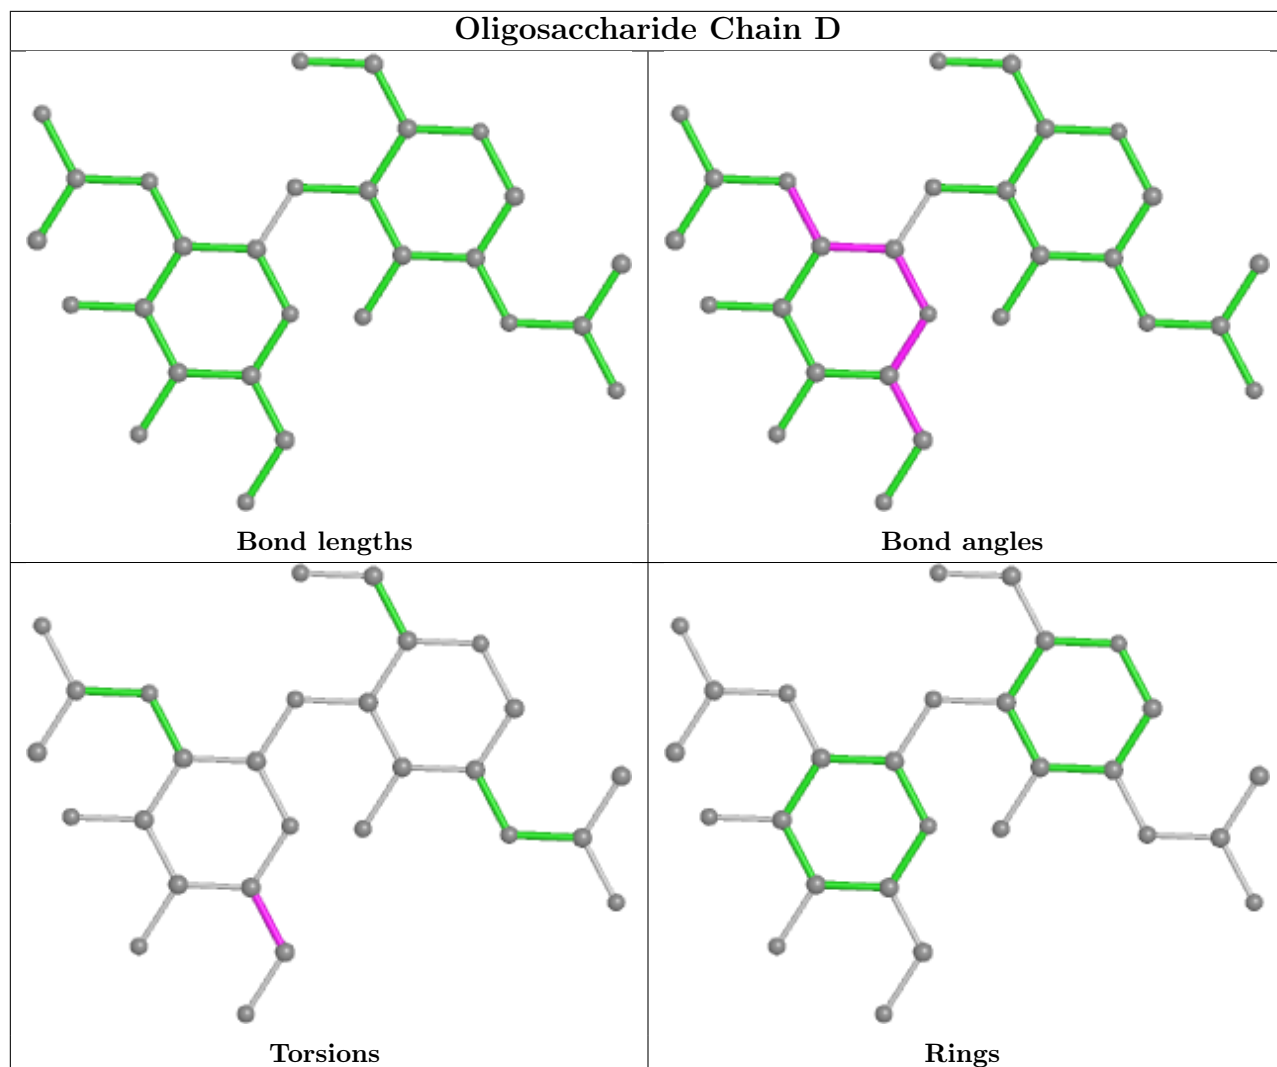 Oligosaccharide Chain D
Bond lengths
Bond angles
Torsions
Rings